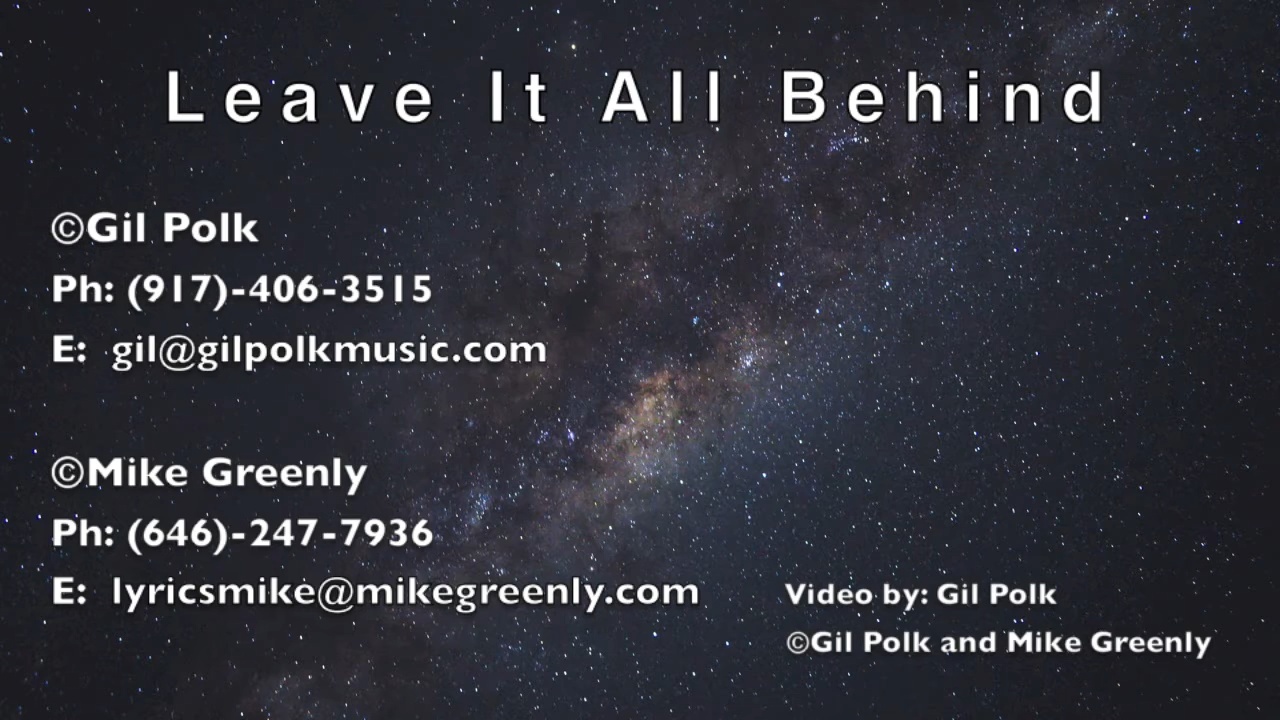 Leave It All Behind
©Gil Polk
Ph: (917)-406-3515
E: gil@gilpolkmusic.com
©Mike Greenly
Ph: (646)-247-7936
E: lyricsmike@mikegreenly.com
Video by: Gil Polk
©Gil Polk and Mike Greenly